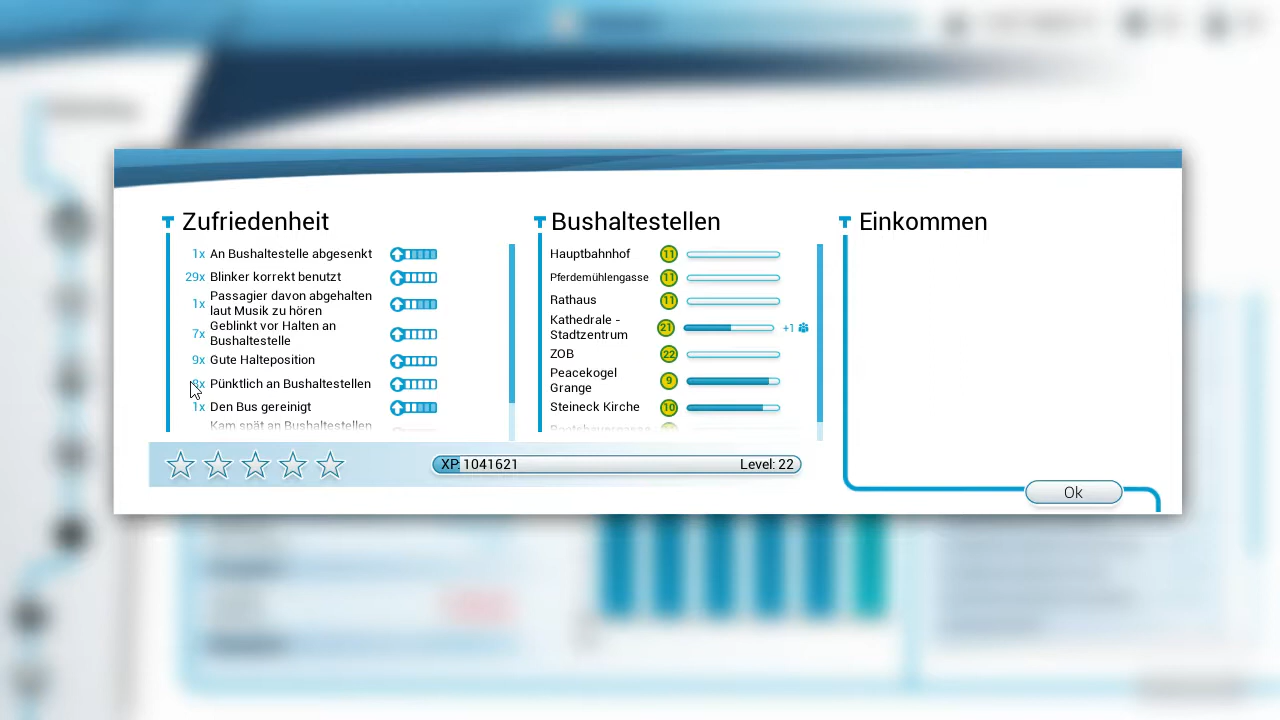 Zufriedenheit
1x An Bushaltestelle abgesenkt
29x Blinker korrekt benutzt
1x Passagier davon abgehalten
laut Musik zu hören
7x Geblinkt vor Halten an
Bushaltestelle
9x Gute Halteposition
Pünktlich an Bushaltestellen
1x Den Bus gereinigt
Kam spät an Bushaltestellen
Bushaltestellen
Hauptbahnhof 11
Pferdemühlengasse 11
Rathaus 11
Kathedrale -
Stadtzentrum 21 +1
ZOB 22
Peacekogel
Grange 9
Steineck Kirche 10
Einkommen
XP: 1041621 Level: 22
Ok